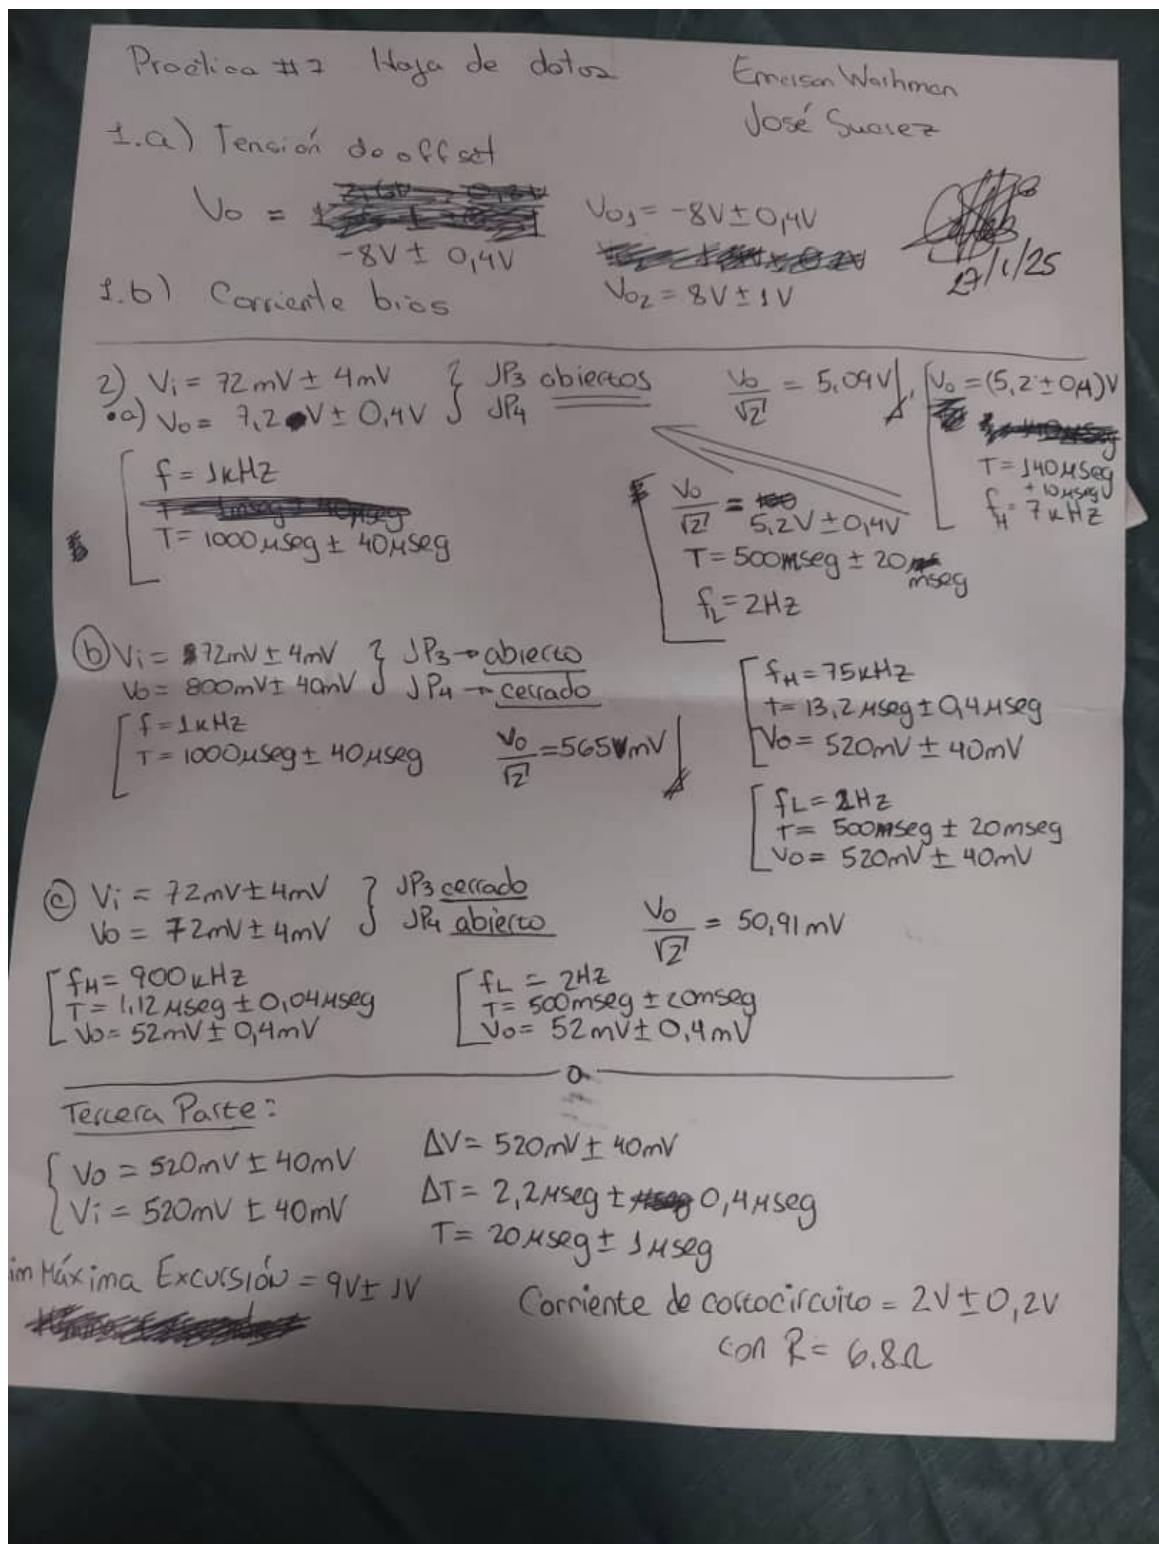 Practica #7 Hoja de datos
Emerson Warhman
José Suarez
1.a) Tensión de offset
Vo =
-8V ± 0,4V
Vo1 = -8V ± 0,4V
Vo2 = 8V ± 1V
27/1/25
1.b) Corriente bias
2) Vi = 72mV ± 4mV } JP3 abiertos
•a) Vo = 7,2 V ± 0,4V } JP4
Vo/√2 = 5,09V
f = 1kHz
T = 1000μseg ± 40μseg
Vo/√2 = 5,2V ± 0,4V
T = 500mseg ± 20 mseg
fL = 2Hz
Vo = (5,2 ± 0,4)V
T = 140μseg
± 10μseg
fH = 7kHz
b) Vi = 72mV ± 4mV } JP3 → abierto
Vo = 800mV ± 40mV } JP4 → cerrado
f = 1kHz
T = 1000μseg ± 40μseg
Vo/√2 = 565mV
fH = 75kHz
t = 13,2μseg ± 0,4μseg
Vo = 520mV ± 40mV
fL = 2Hz
T = 500mseg ± 20mseg
Vo = 520mV ± 40mV
c) Vi = 72mV ± 4mV } JP3 cerrado
Vo = 72mV ± 4mV } JP4 abierto
Vo/√2 = 50,91mV
fH = 900kHz
T = 1,12μseg ± 0,04μseg
Vo = 52mV ± 0,4mV
fL = 2Hz
T = 500mseg ± 20mseg
Vo = 52mV ± 0,4mV
Tercera Parte:
Vo = 520mV ± 40mV
Vi = 520mV ± 40mV
ΔV = 520mV ± 40mV
ΔT = 2,2μseg ± 0,4μseg
T = 20μseg ± 1μseg
im Máxima Excursión = 9V ± 1V
Corriente de cortocircuito = 2V ± 0,2V
con R = 6.8Ω